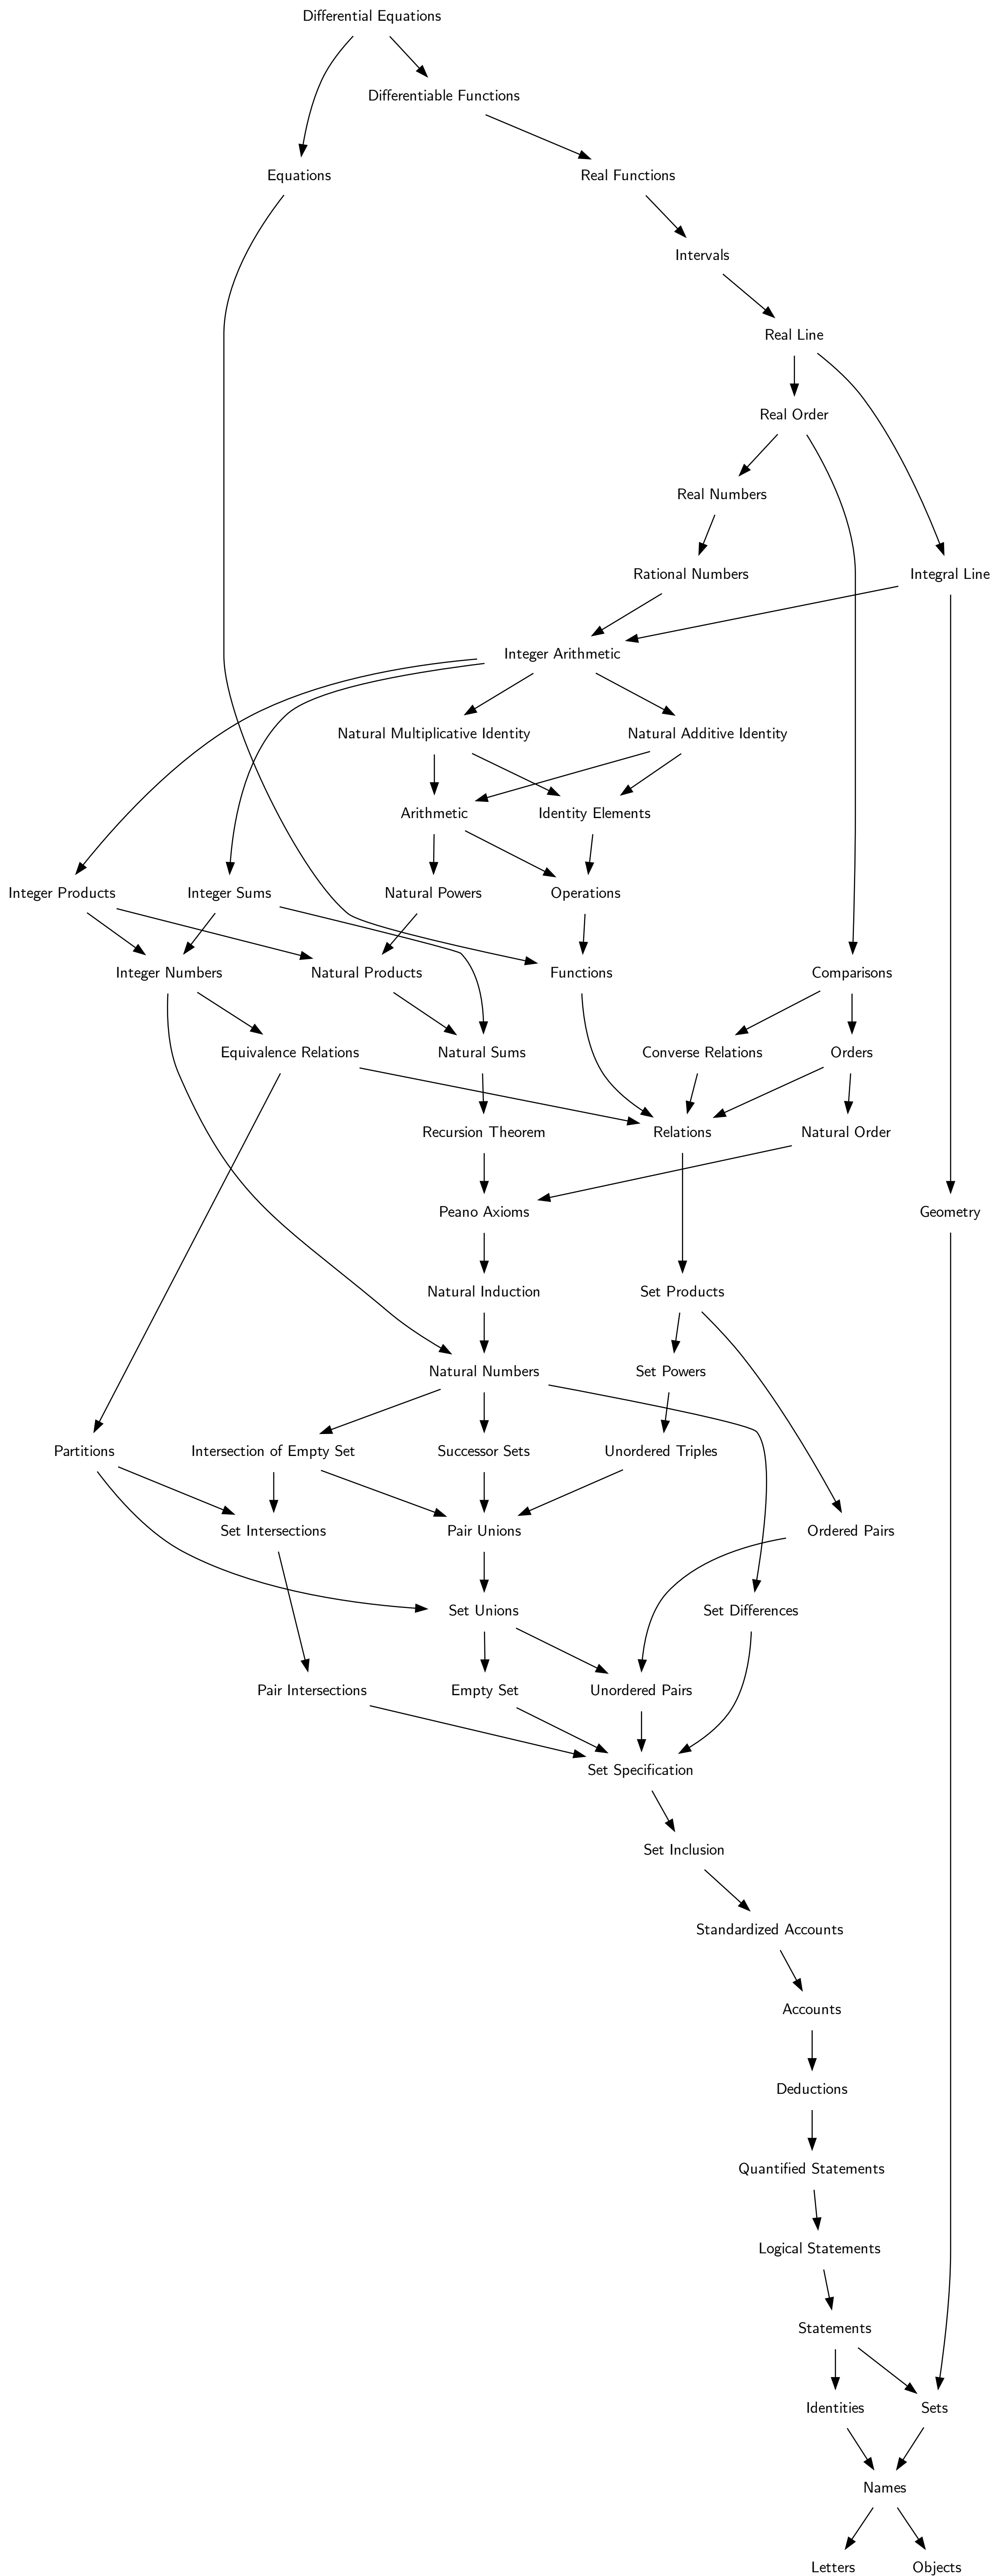 Differential Equations
Differentiable Functions
Equations
Real Functions
Intervals
Real Line
Real Order
Real Numbers
Rational Numbers
Integral Line
Integer Arithmetic
Natural Multiplicative Identity
Natural Additive Identity
Arithmetic
Identity Elements
Integer Products
Integer Sums
Natural Powers
Operations
Integer Numbers
Natural Products
Functions
Comparisons
Equivalence Relations
Natural Sums
Converse Relations
Orders
Recursion Theorem
Relations
Natural Order
Peano Axioms
Geometry
Natural Induction
Set Products
Natural Numbers
Set Powers
Partitions
Intersection of Empty Set
Successor Sets
Unordered Triples
Set Intersections
Pair Unions
Ordered Pairs
Set Unions
Set Differences
Pair Intersections
Empty Set
Unordered Pairs
Set Specification
Set Inclusion
Standardized Accounts
Accounts
Deductions
Quantified Statements
Logical Statements
Statements
Identities
Sets
Names
Letters
Objects